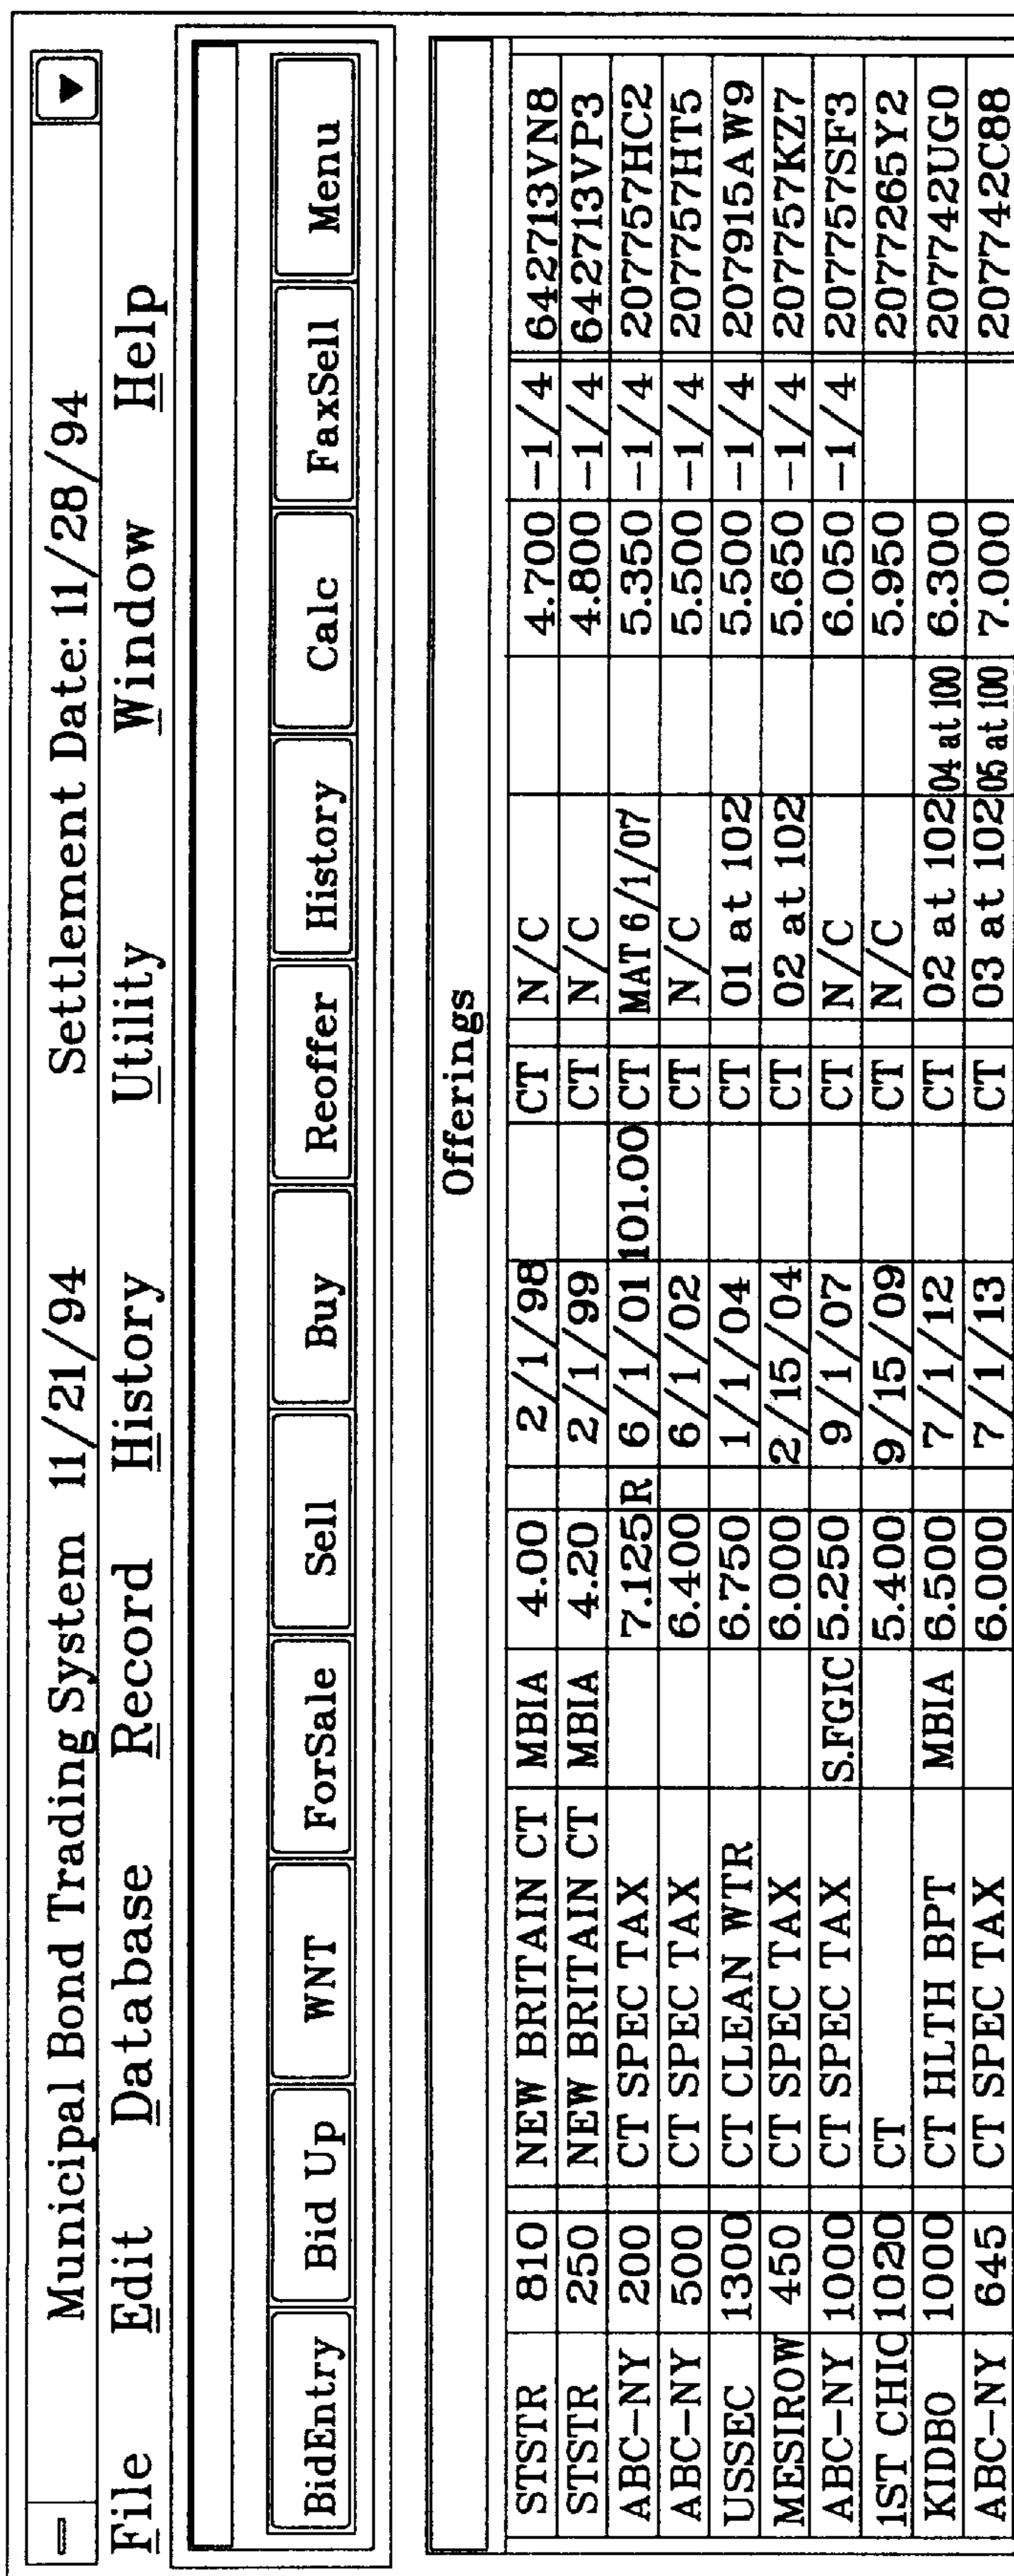 Municipal Bond Trading System 11/21/94 Settlement Date: 11/28/94
File Edit Database Record History Utility Window Help
BidEntry Bid Up WNT ForSale Sell Buy Reoffer History Calc FaxSell Menu
Offerings
STSTR 810 NEW BRITAIN CT MBIA 4.00 2/1/98 CT N/C 4.700 -1/4 642713VN8
STSTR 250 NEW BRITAIN CT MBIA 4.20 2/1/99 CT N/C 4.800 -1/4 642713VP3
ABC-NY 200 CT SPEC TAX 7.125 R 6/1/01 101.00 CT MAT 6/1/07 5.350 -1/4 207757HC2
ABC-NY 500 CT SPEC TAX 6.400 6/1/02 CT N/C 5.500 -1/4 207757HT5
USSEC 1300 CT CLEAN WTR 6.750 1/1/04 CT 01 at 102 5.500 -1/4 207915AW9
MESIROW 450 CT SPEC TAX 6.000 2/15/04 CT 02 at 102 5.650 -1/4 207757KZ7
ABC-NY 1000 CT SPEC TAX S.FGIC 5.250 9/1/07 CT N/C 6.050 -1/4 207757SF3
1ST CHIC 1020 CT 5.400 9/15/09 CT N/C 5.950 2077265Y2
KIDBO 1000 CT HLTH BPT MBIA 6.500 7/1/12 CT 02 at 102 04 at 100 6.300 207742UG0
ABC-NY 645 CT SPEC TAX 6.000 7/1/13 CT 03 at 102 05 at 100 7.000 207742C88